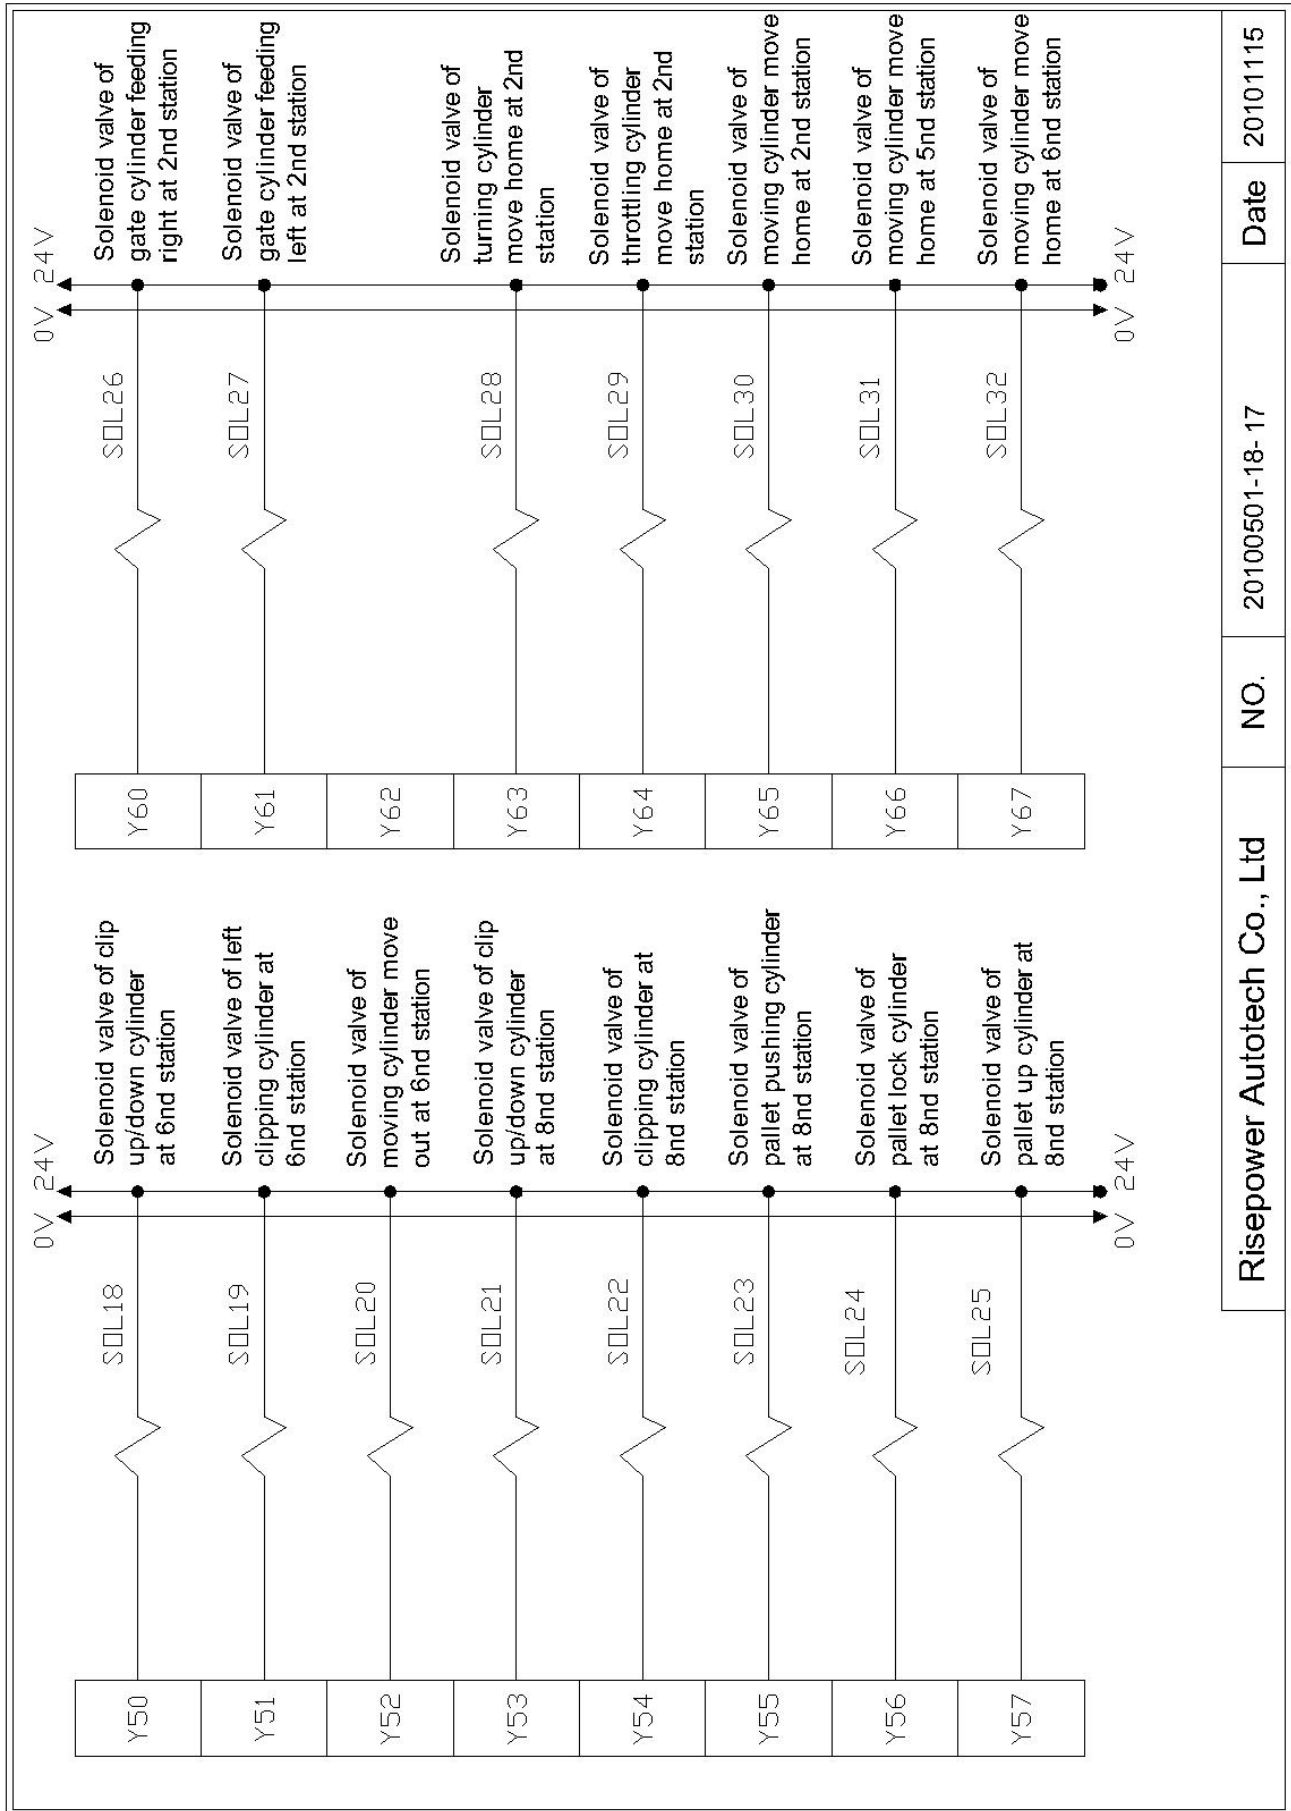 0V 24V
Y50
SOL18
Solenoid valve of clip
up/down cylinder
at 6nd station
Y51
SOL19
Solenoid valve of left
clipping cylinder at
6nd station
Y52
SOL20
Solenoid valve of
moving cylinder move
out at 6nd station
Y53
SOL21
Solenoid valve of clip
up/down cylinder
at 8nd station
Y54
SOL22
Solenoid valve of
clipping cylinder at
8nd station
Y55
SOL23
Solenoid valve of
pallet pushing cylinder
at 8nd station
Y56
SOL24
Solenoid valve of
pallet lock cylinder
at 8nd station
Y57
SOL25
Solenoid valve of
pallet up cylinder at
8nd station
0V 24V
0V 24V
Y60
SOL26
Solenoid valve of
gate cylinder feeding
right at 2nd station
Y61
SOL27
Solenoid valve of
gate cylinder feeding
left at 2nd station
Y62
Y63
SOL28
Solenoid valve of
turning cylinder
move home at 2nd
station
Y64
SOL29
Solenoid valve of
throttling cylinder
move home at 2nd
station
Y65
SOL30
Solenoid valve of
moving cylinder move
home at 2nd station
Y66
SOL31
Solenoid valve of
moving cylinder move
home at 5nd station
Y67
SOL32
Solenoid valve of
moving cylinder move
home at 6nd station
0V 24V
Risepower Autotech Co., Ltd
NO.
20100501-18-17
Date
20101115